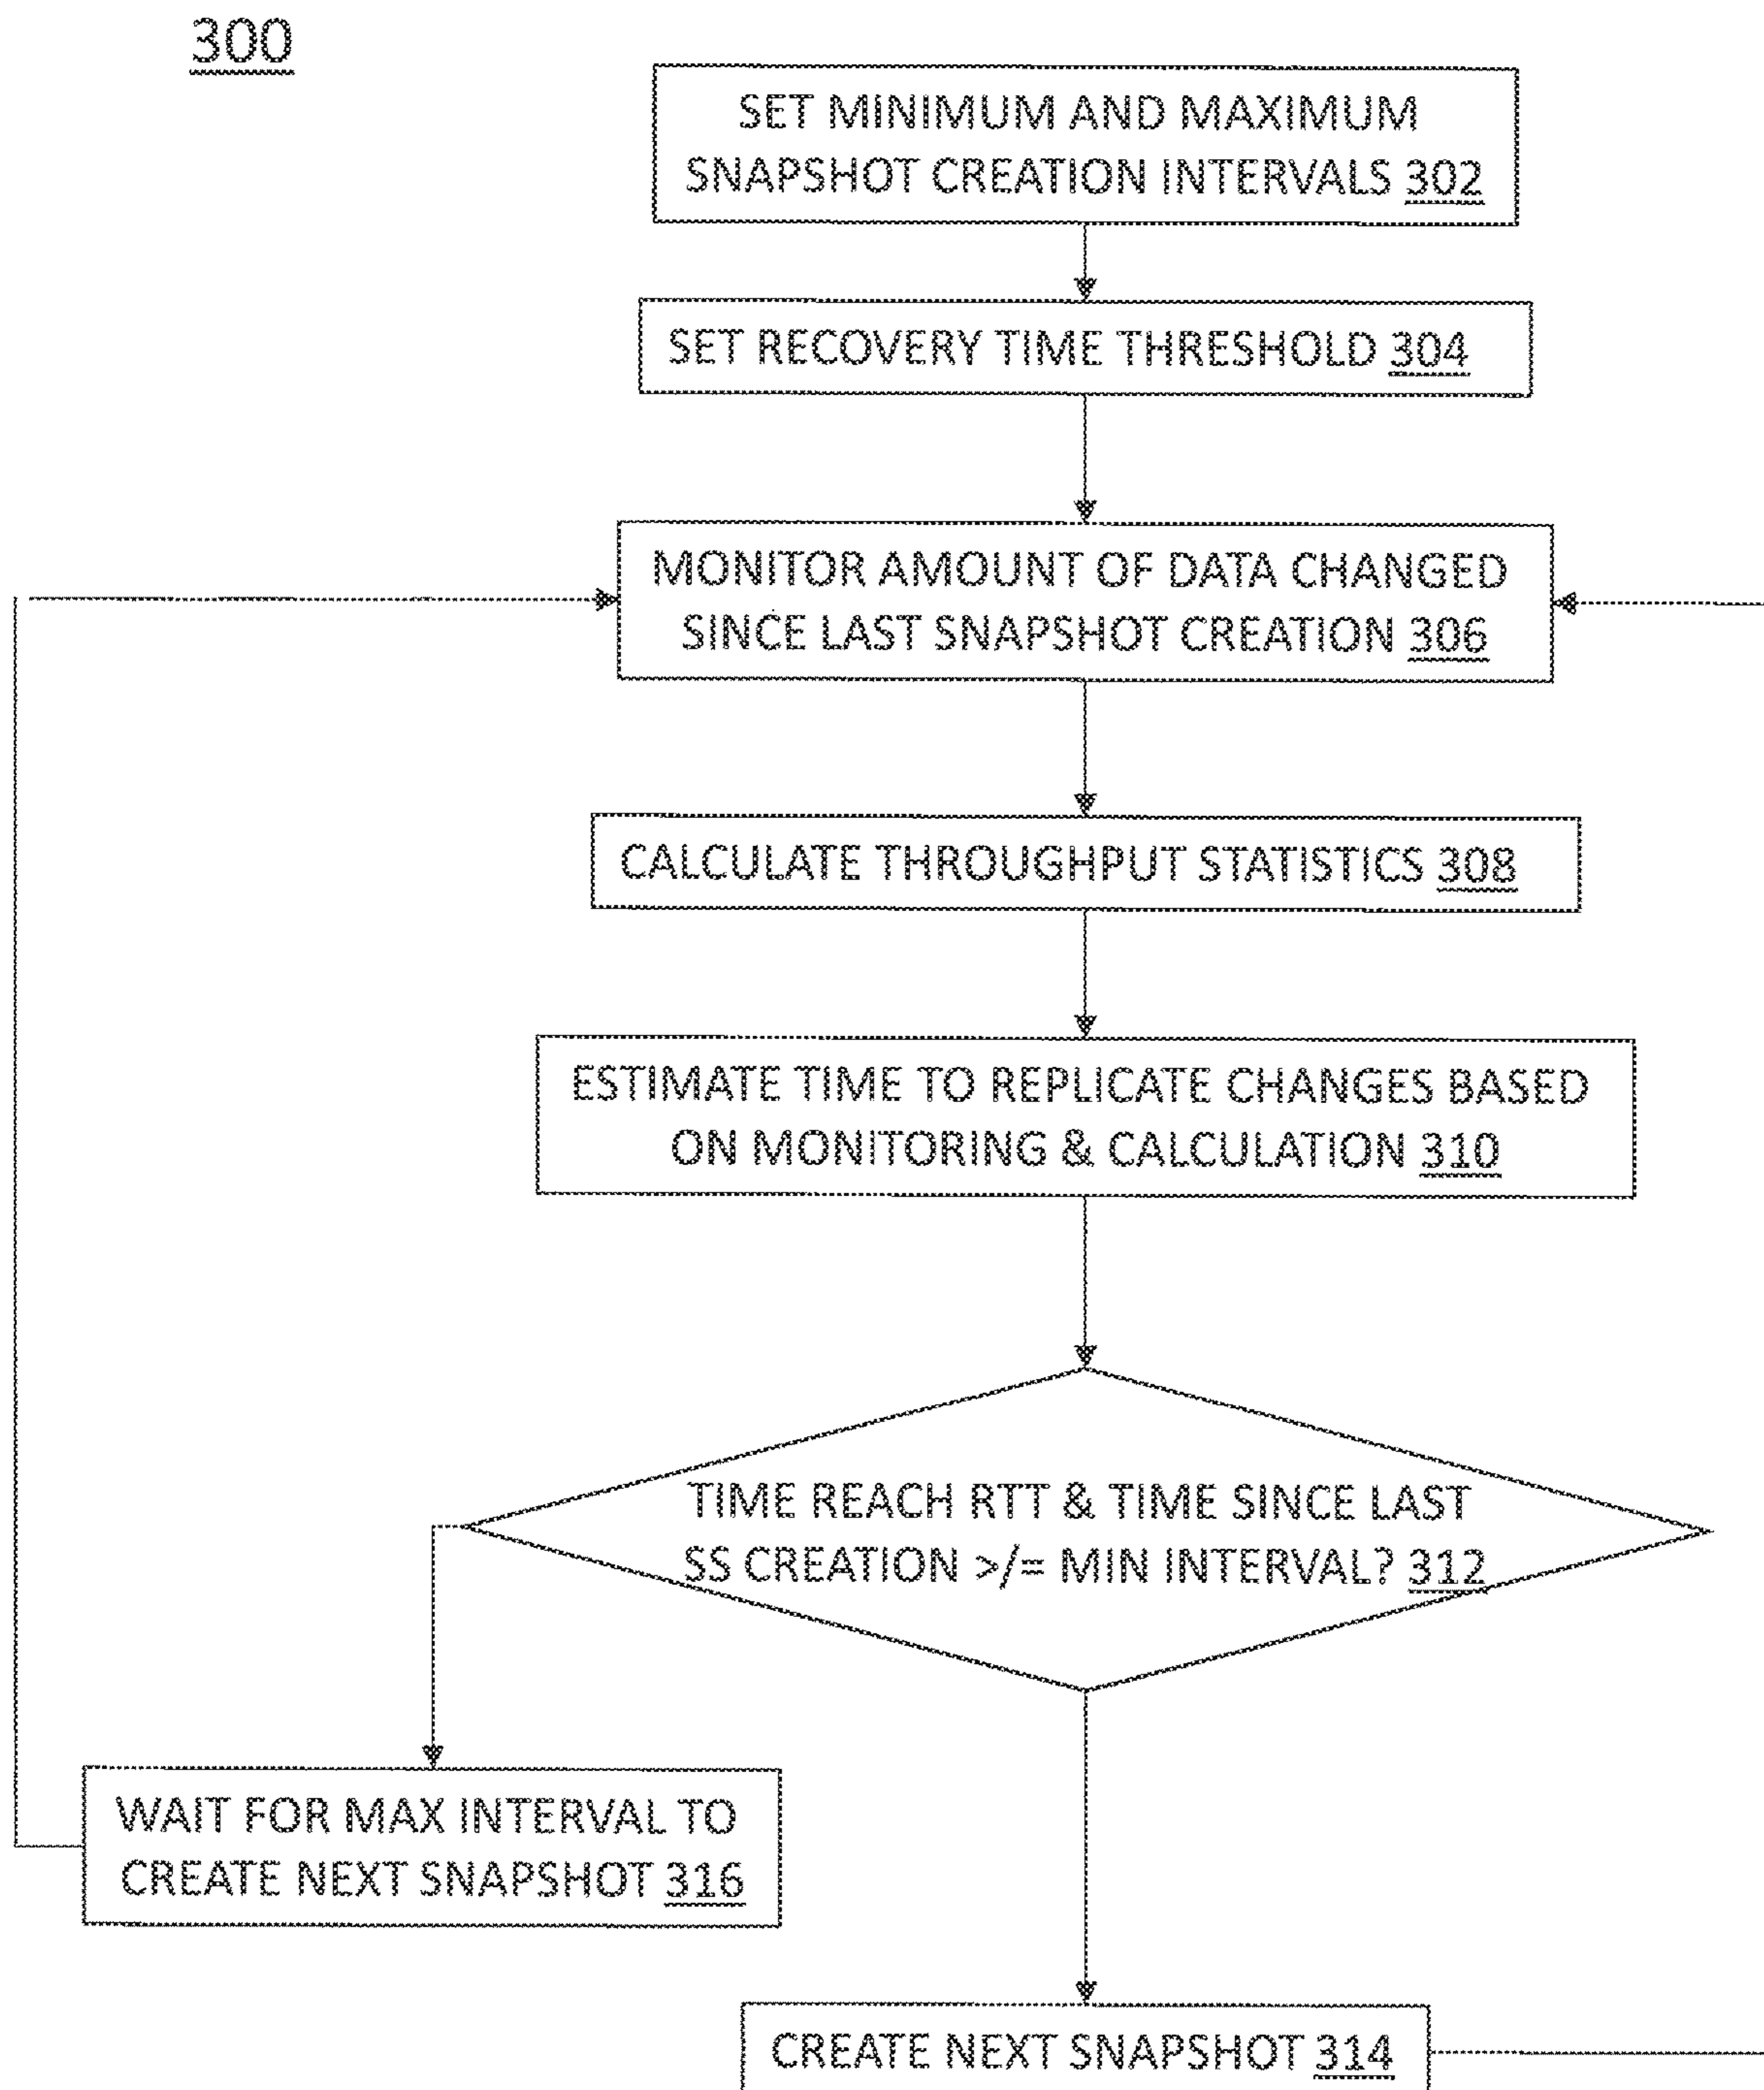 300
SET MINIMUM AND MAXIMUM
SNAPSHOT CREATION INTERVALS 302
SET RECOVERY TIME THRESHOLD 304
MONITOR AMOUNT OF DATA CHANGED
SINCE LAST SNAPSHOT CREATION 306
CALCULATE THROUGHPUT STATISTICS 308
ESTIMATE TIME TO REPLICATE CHANGES BASED
ON MONITORING & CALCULATION 310
TIME REACH RTT & TIME SINCE LAST
SS CREATION >/= MIN INTERVAL? 312
WAIT FOR MAX INTERVAL TO
CREATE NEXT SNAPSHOT 316
CREATE NEXT SNAPSHOT 314